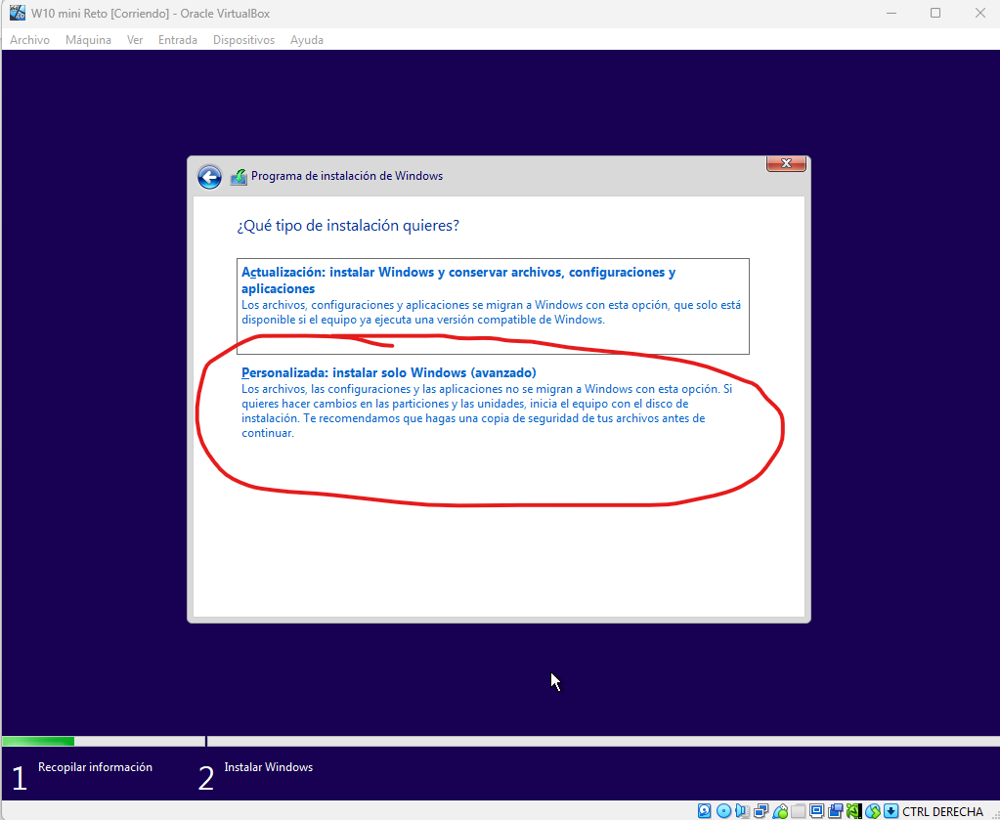 W10 mini Reto [Corriendo] - Oracle VirtualBox
Archivo Máquina Ver Entrada Dispositivos Ayuda
Programa de instalación de Windows
¿Qué tipo de instalación quieres?
Actualización: instalar Windows y conservar archivos, configuraciones y
aplicaciones
Los archivos, configuraciones y aplicaciones se migran a Windows con esta opción, que solo está
disponible si el equipo ya ejecuta una versión compatible de Windows.
Personalizada: instalar solo Windows (avanzado)
Los archivos, las configuraciones y las aplicaciones no se migran a Windows con esta opción. Si
quieres hacer cambios en las particiones y las unidades, inicia el equipo con el disco de
instalación. Te recomendamos que hagas una copia de seguridad de tus archivos antes de
continuar.
1 Recopilar información 2 Instalar Windows
CTRL DERECHA